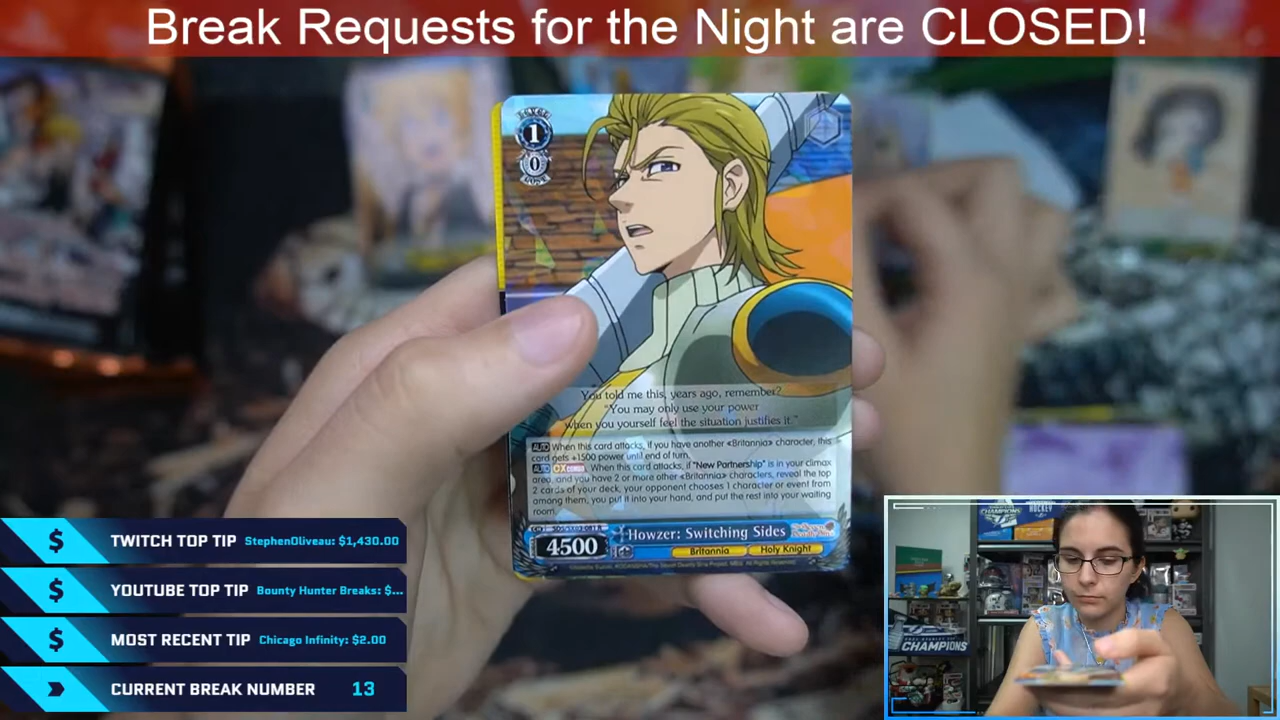 Break Requests for the Night are CLOSED!
LEVEL
1
0
COST
You told me this, years ago, remember?
"You may only use your power
when you yourself feel the situation justifies it."
AUTO When this card attacks, if you have another «Britannia» character, this
card gets +1500 power until end of turn.
AUTO CX COMBO When this card attacks, if "New Partnership" is in your climax
area, and you have 2 or more other «Britannia» characters, reveal the top
2 cards of your deck, your opponent chooses 1 character or event from
among them, you put it into your hand, and put the rest into your waiting
room.
4500
Howzer: Switching Sides
Britannia Holy Knight
TWITCH TOP TIP StephenOliveau: $1,430.00
YOUTUBE TOP TIP Bounty Hunter Breaks: $...
MOST RECENT TIP Chicago Infinity: $2.00
CURRENT BREAK NUMBER 13
HOCKEY
CHAMPIONS
CHAMPIONS